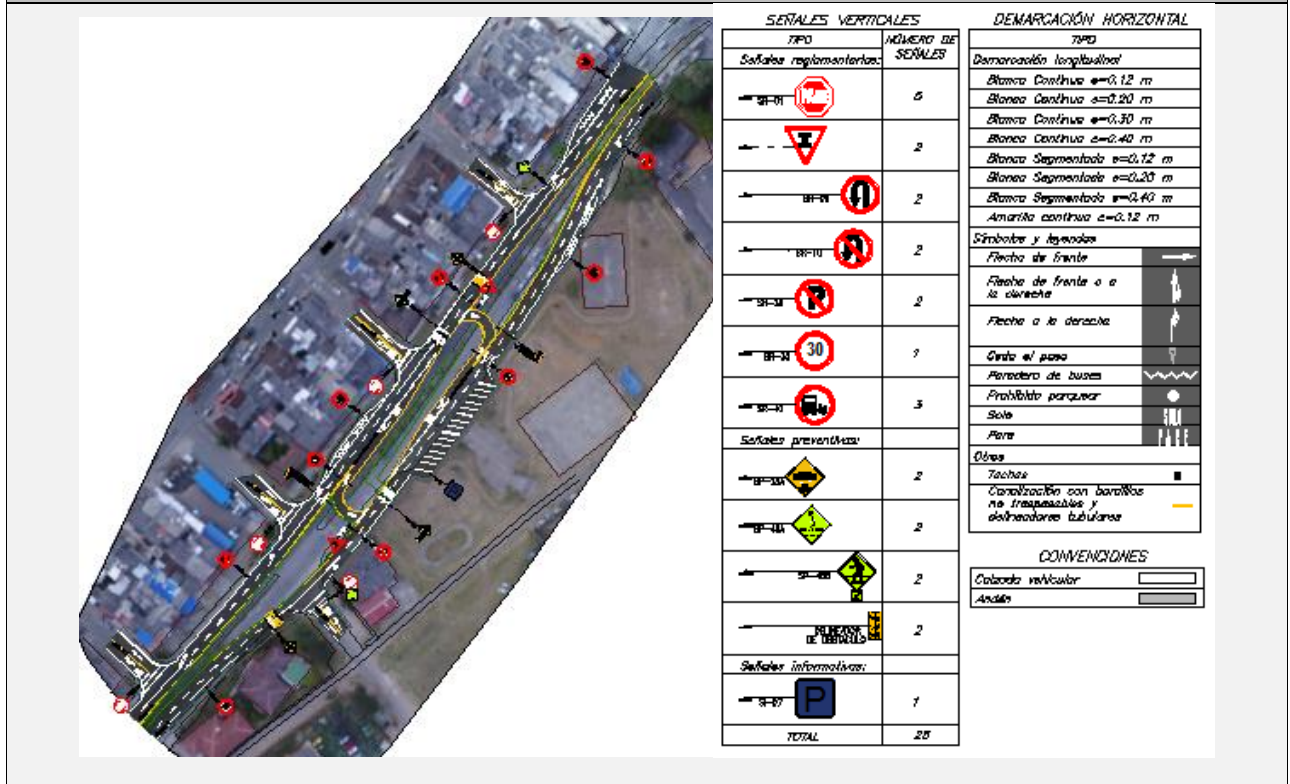 SEÑALES VERTICALES
TIPO
NÚMERO DE SEÑALES
Señales reglamentarias:
SR-01
2
2
2
2
30
1
3
Señales preventivas:
2
2
2
DELINEADOR DE OBSTACULO
2
Señales informativas:
P
1
TOTAL
DEMARCACIÓN HORIZONTAL
TIPO
Demarcación longitudinal
Blanca Continua e=0.12 m
Blanca Continua e=0.20 m
Blanca Continua e=0.30 m
Blanca Continua e=0.40 m
Blanca Segmentada e=0.12 m
Blanca Segmentada e=0.20 m
Blanca Segmentada e=0.40 m
Amarilla continua e=0.12 m
Símbolos y leyendas
Flecha de frente
Flecha de frente o a la derecha
Flecha a la derecha
Ceda el paso
Paradero de buses
Prohibido parquear
Solo
Pare
Otros
Tachas
Canalización con bordillos no traspasables y delineadores tubulares
CONVENCIONES
Calzada vehicular
Andén